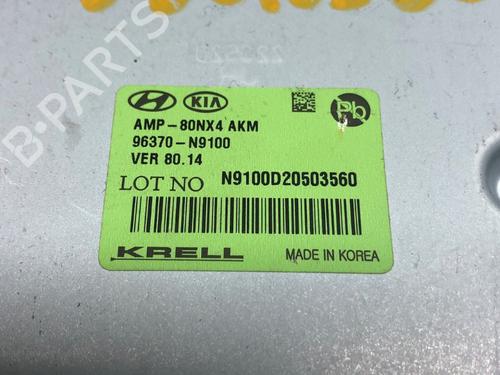 B-PARTS
KIA
Pb
AMP-80NX4 AKM
96370-N9100
VER 80.14
LOT NO N9100D20503560
KRELL MADE IN KOREA